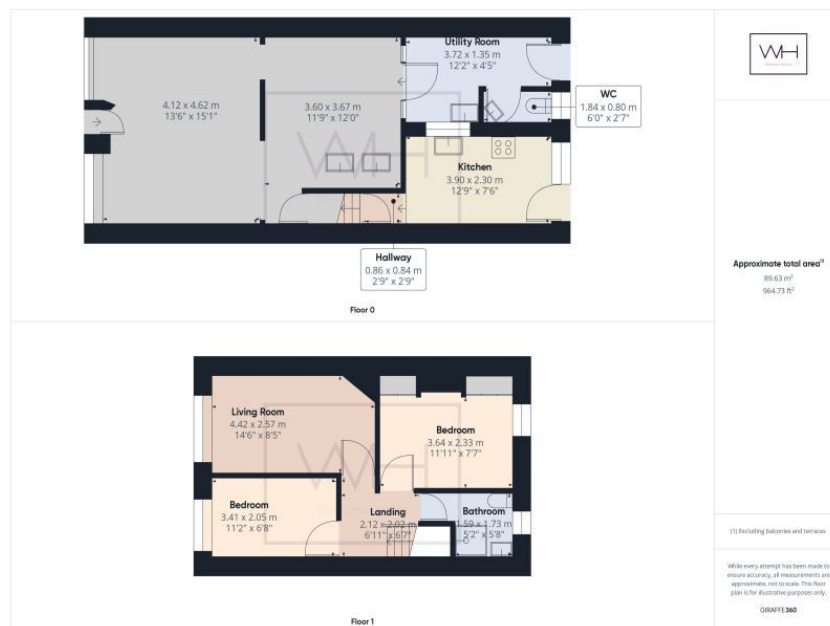 Utility Room
3.72 x 1.35 m
12'2" x 4'5"
4.12 x 4.62 m
13'6" x 15'1"
3.60 x 3.67 m
11'9" x 12'0"
WC
1.84 x 0.80 m
6'0" x 2'7"
Kitchen
3.90 x 2.30 m
12'9" x 7'6"
WH
Hallway
0.86 x 0.84 m
2'9" x 2'9"
Floor 0
WH
Approximate total area(1)
89.63 m²
964.73 ft²
Living Room
4.42 x 2.57 m
14'6" x 8'5"
Bedroom
3.64 x 2.33 m
11'11" x 7'7"
WH
Bedroom
3.41 x 2.05 m
11'2" x 6'8"
Landing
2.12 x 2.02 m
6'11" x 6'7"
Bathroom
1.59 x 1.73 m
5'2" x 5'8"
Floor 1
(1) Excluding balconies and terraces
While every attempt has been made to
ensure accuracy, all measurements are
approximate, not to scale. This floor
plan is for illustrative purposes only.
GIRAFFE360